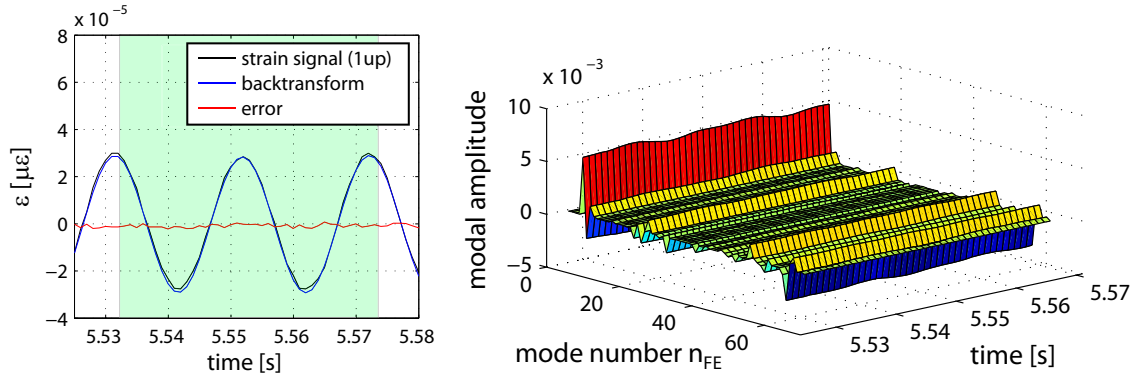 x 10⁻⁵
8
6
4
2
0
−2
−4
ε [με]
strain signal (1up)
backtransform
error
5.53 5.54 5.55 5.56 5.57 5.58
time [s]
x 10⁻³
10
5
0
−5
modal amplitude
0 20 40 60
mode number n_FE
5.53 5.54 5.55 5.56 5.57
time [s]